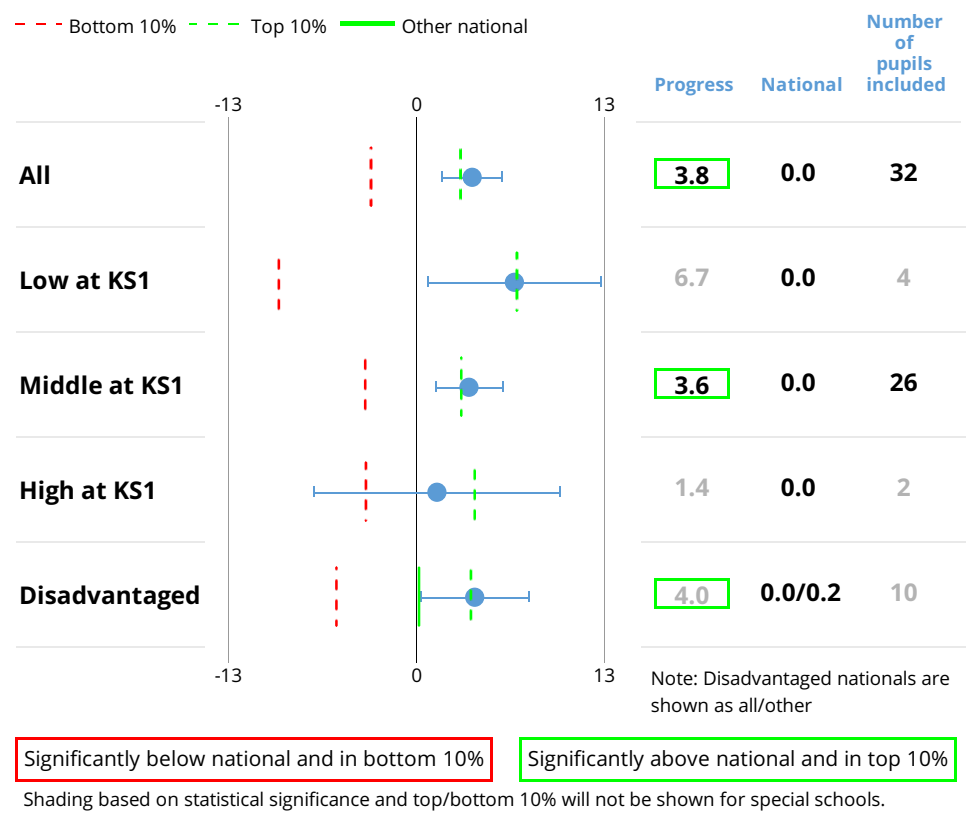 Bottom 10% Top 10% Other national
Number
of
pupils
included
Progress National
-13 0 13
All 3.8 0.0 32
Low at KS1 6.7 0.0 4
Middle at KS1 3.6 0.0 26
High at KS1 1.4 0.0 2
Disadvantaged 4.0 0.0/0.2 10
-13 0 13
Note: Disadvantaged nationals are
shown as all/other
Significantly below national and in bottom 10% Significantly above national and in top 10%
Shading based on statistical significance and top/bottom 10% will not be shown for special schools.